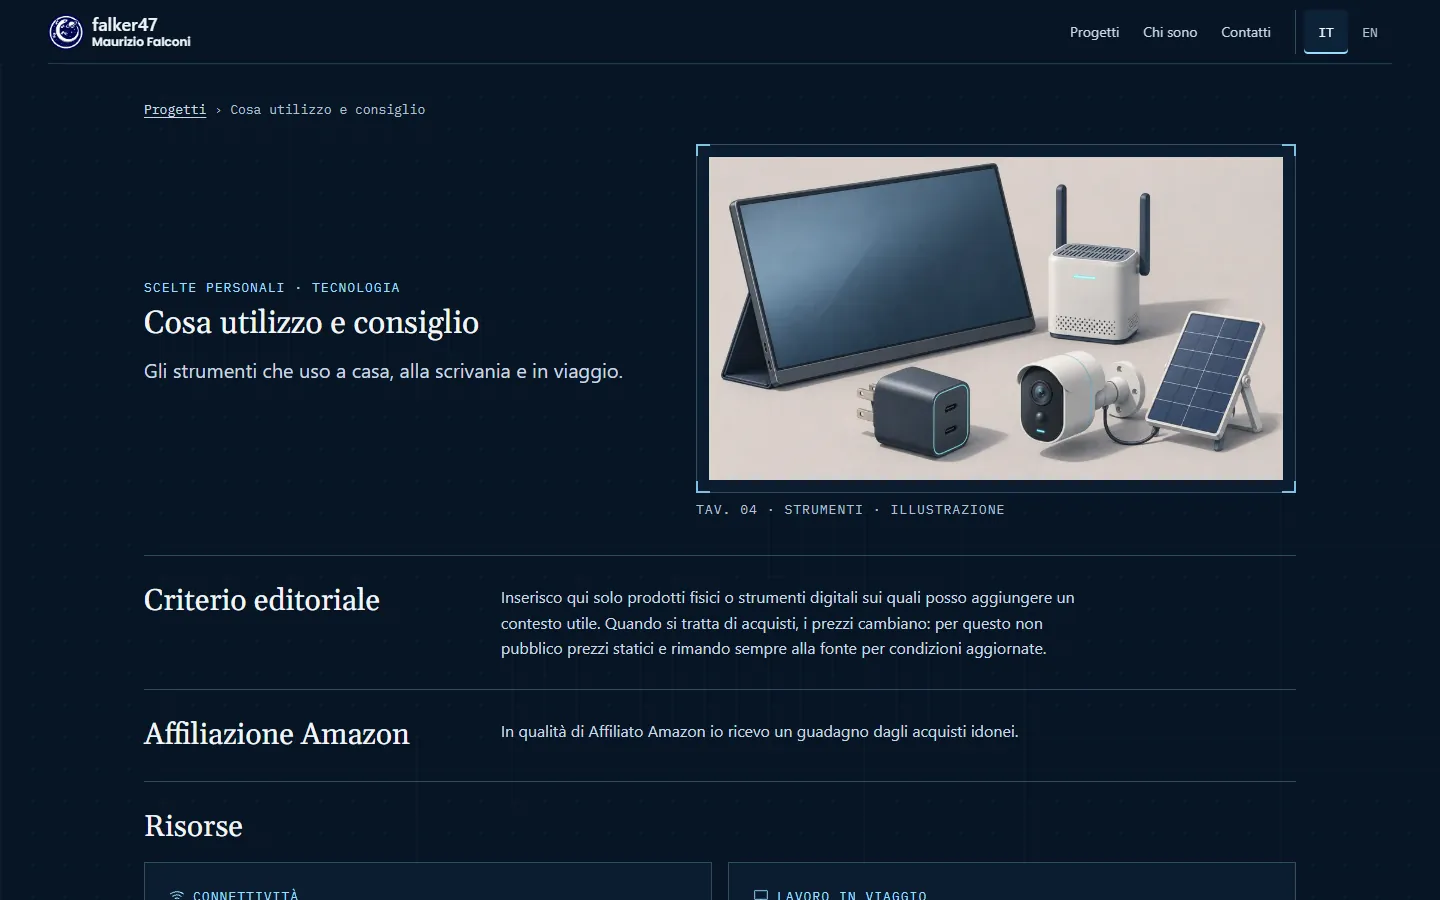 falker47
Maurizio Falconi
Progetti
Chi sono
Contatti
IT
EN
Progetti › Cosa utilizzo e consiglio
SCELTE PERSONALI · TECNOLOGIA
Cosa utilizzo e consiglio
Gli strumenti che uso a casa, alla scrivania e in viaggio.
TAV. 04 · STRUMENTI · ILLUSTRAZIONE
Criterio editoriale
Inserisco qui solo prodotti fisici o strumenti digitali sui quali posso aggiungere un
contesto utile. Quando si tratta di acquisti, i prezzi cambiano: per questo non
pubblico prezzi statici e rimando sempre alla fonte per condizioni aggiornate.
Affiliazione Amazon
In qualità di Affiliato Amazon io ricevo un guadagno dagli acquisti idonei.
Risorse
CONNETTIVITÀ
LAVORO IN VIAGGIO